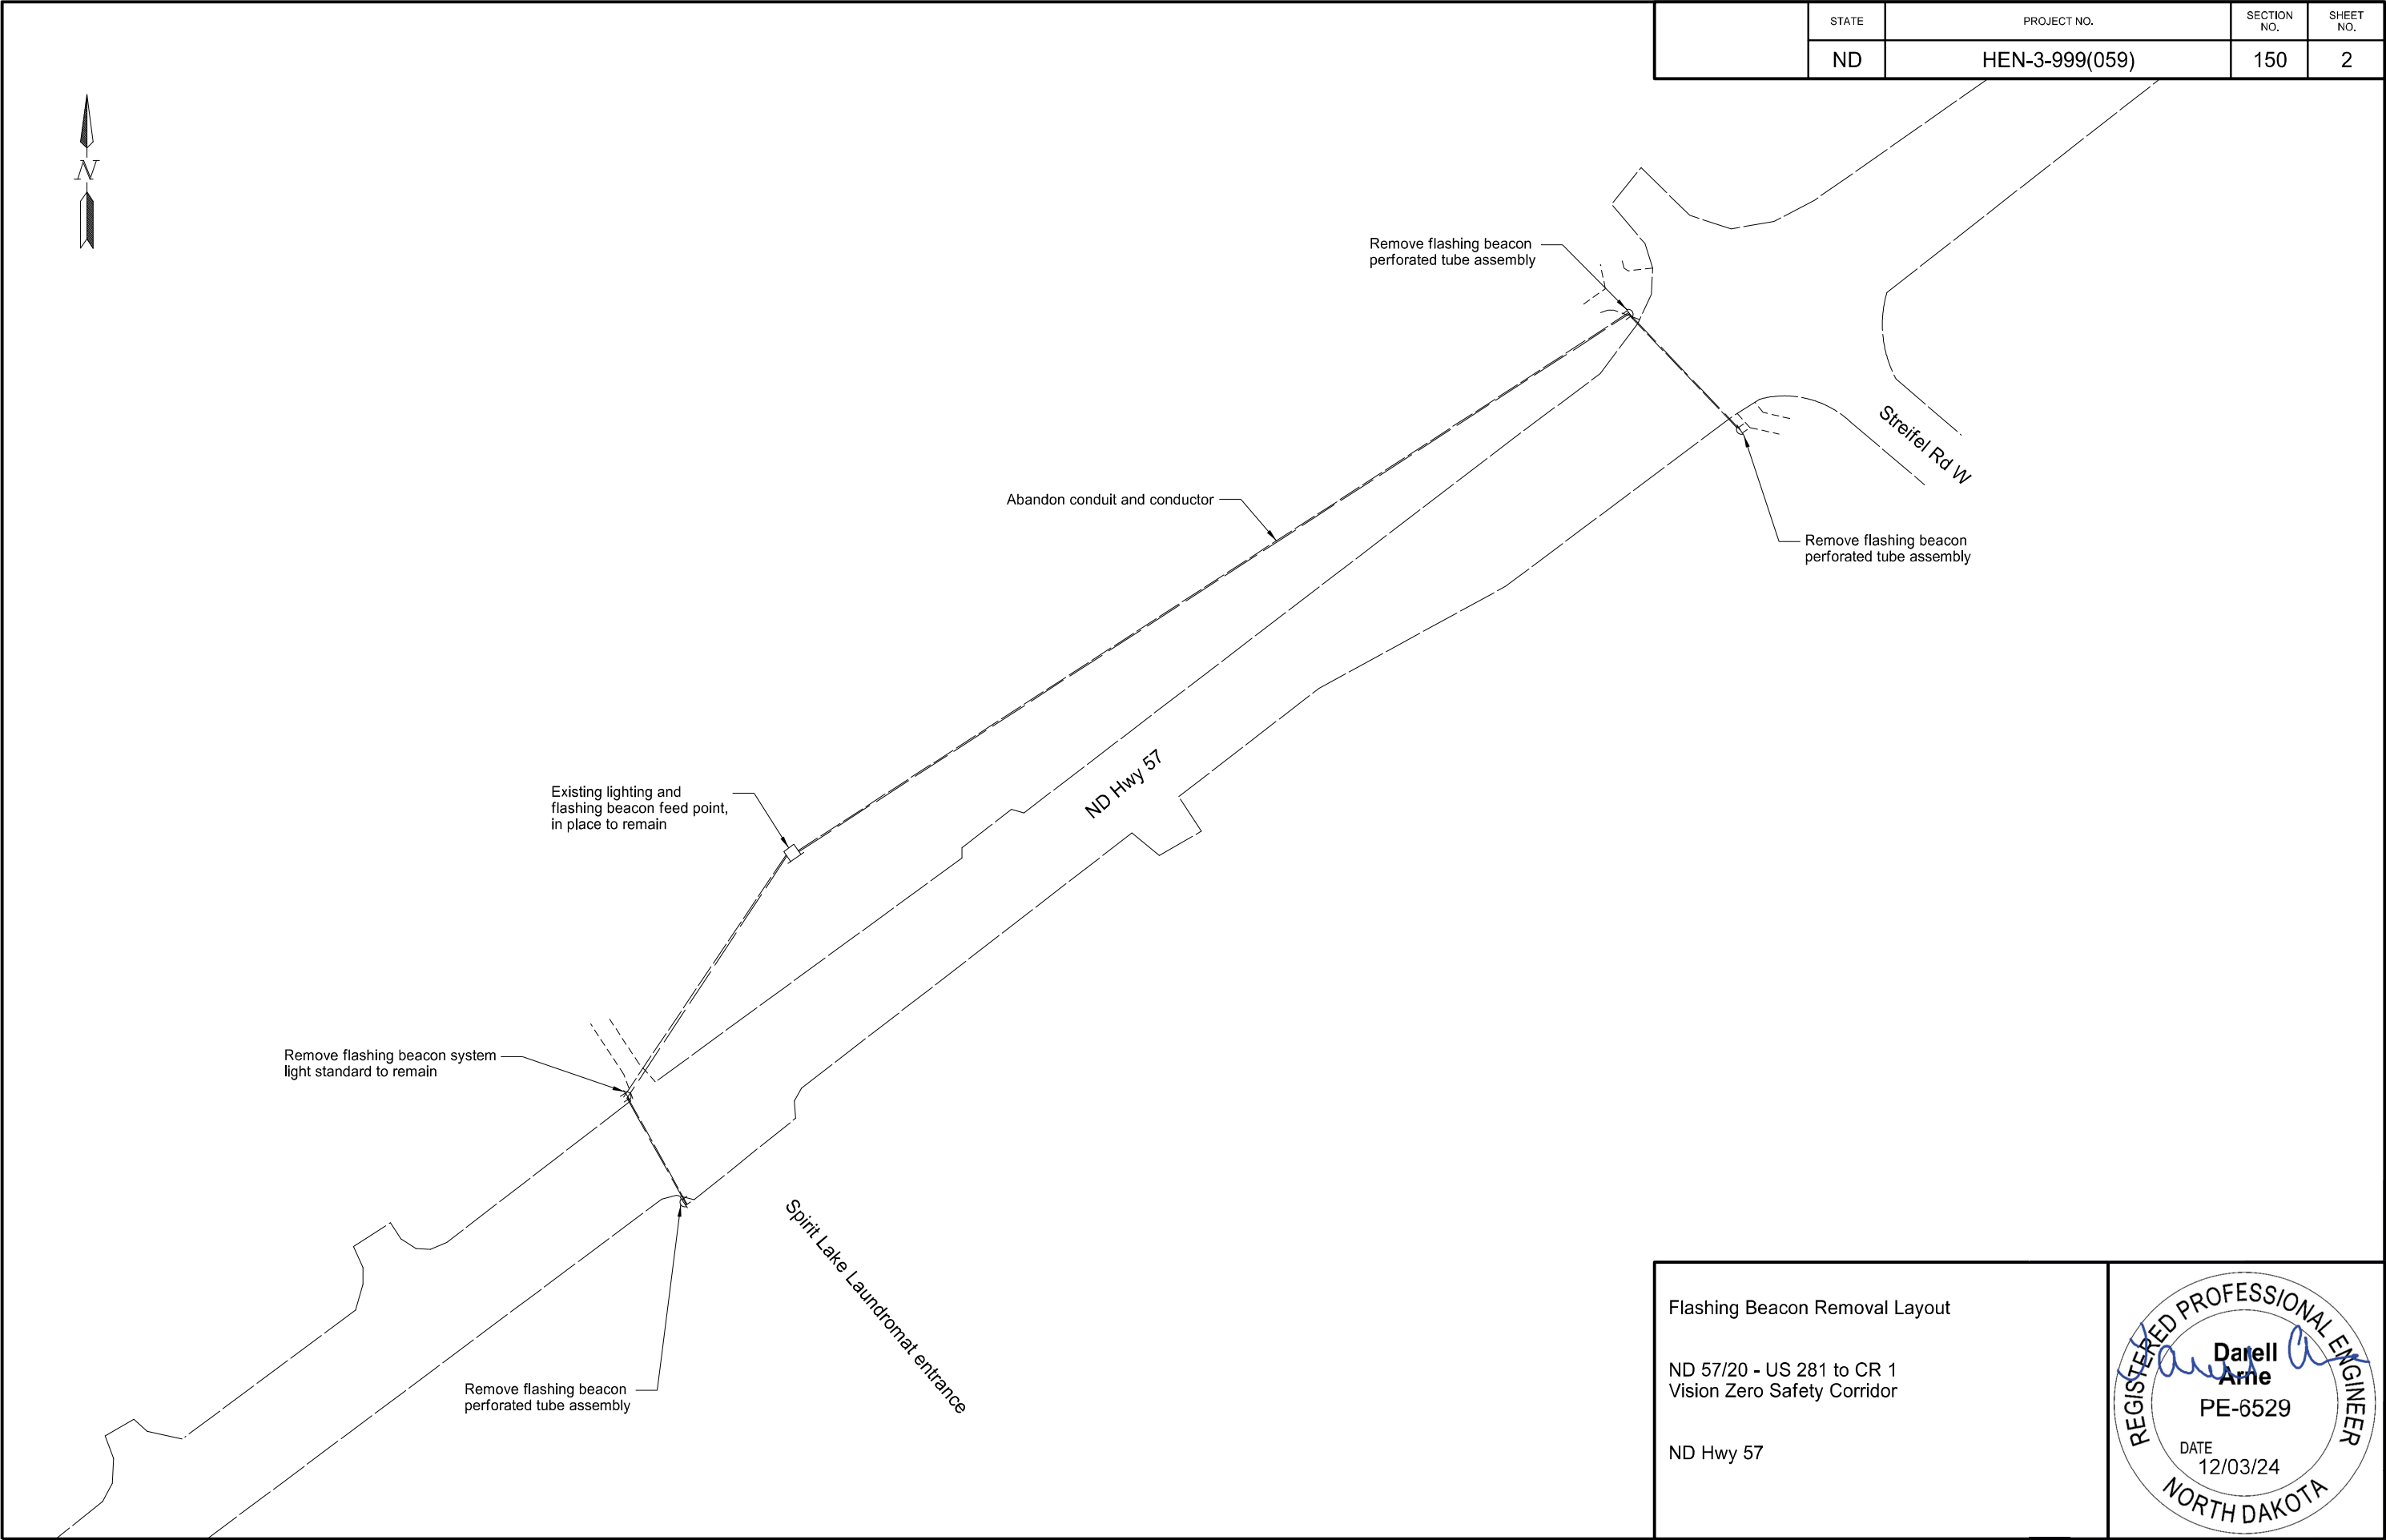 STATE
PROJECT NO.
SECTION
NO.
SHEET
NO.
ND
HEN-3-999(059)
150
2
N
Remove flashing beacon
perforated tube assembly
Streifel Rd W
Abandon conduit and conductor
Remove flashing beacon
perforated tube assembly
ND Hwy 57
Existing lighting and
flashing beacon feed point,
in place to remain
Remove flashing beacon system
light standard to remain
Spirit Lake Laundromat entrance
Remove flashing beacon
perforated tube assembly
Flashing Beacon Removal Layout
ND 57/20 - US 281 to CR 1
Vision Zero Safety Corridor
ND Hwy 57
REGISTERED PROFESSIONAL ENGINEER
Darell
Arne
PE-6529
DATE
12/03/24
NORTH DAKOTA